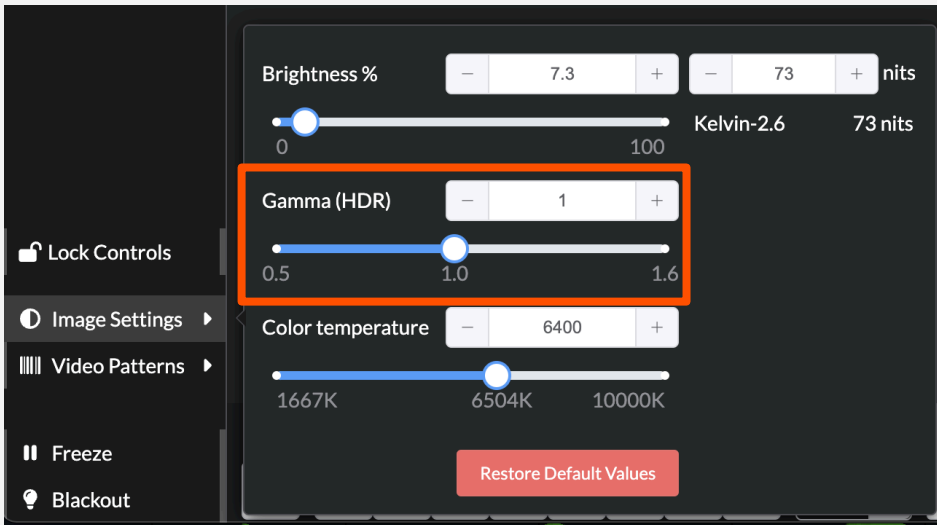 Brightness %
− 7.3 +
− 73 + nits
0
100
Kelvin-2.6
73 nits
Gamma (HDR)
− 1 +
0.5
1.0
1.6
Color temperature
− 6400 +
1667K
6504K
10000K
Restore Default Values
Lock Controls
Image Settings
Video Patterns
Freeze
Blackout